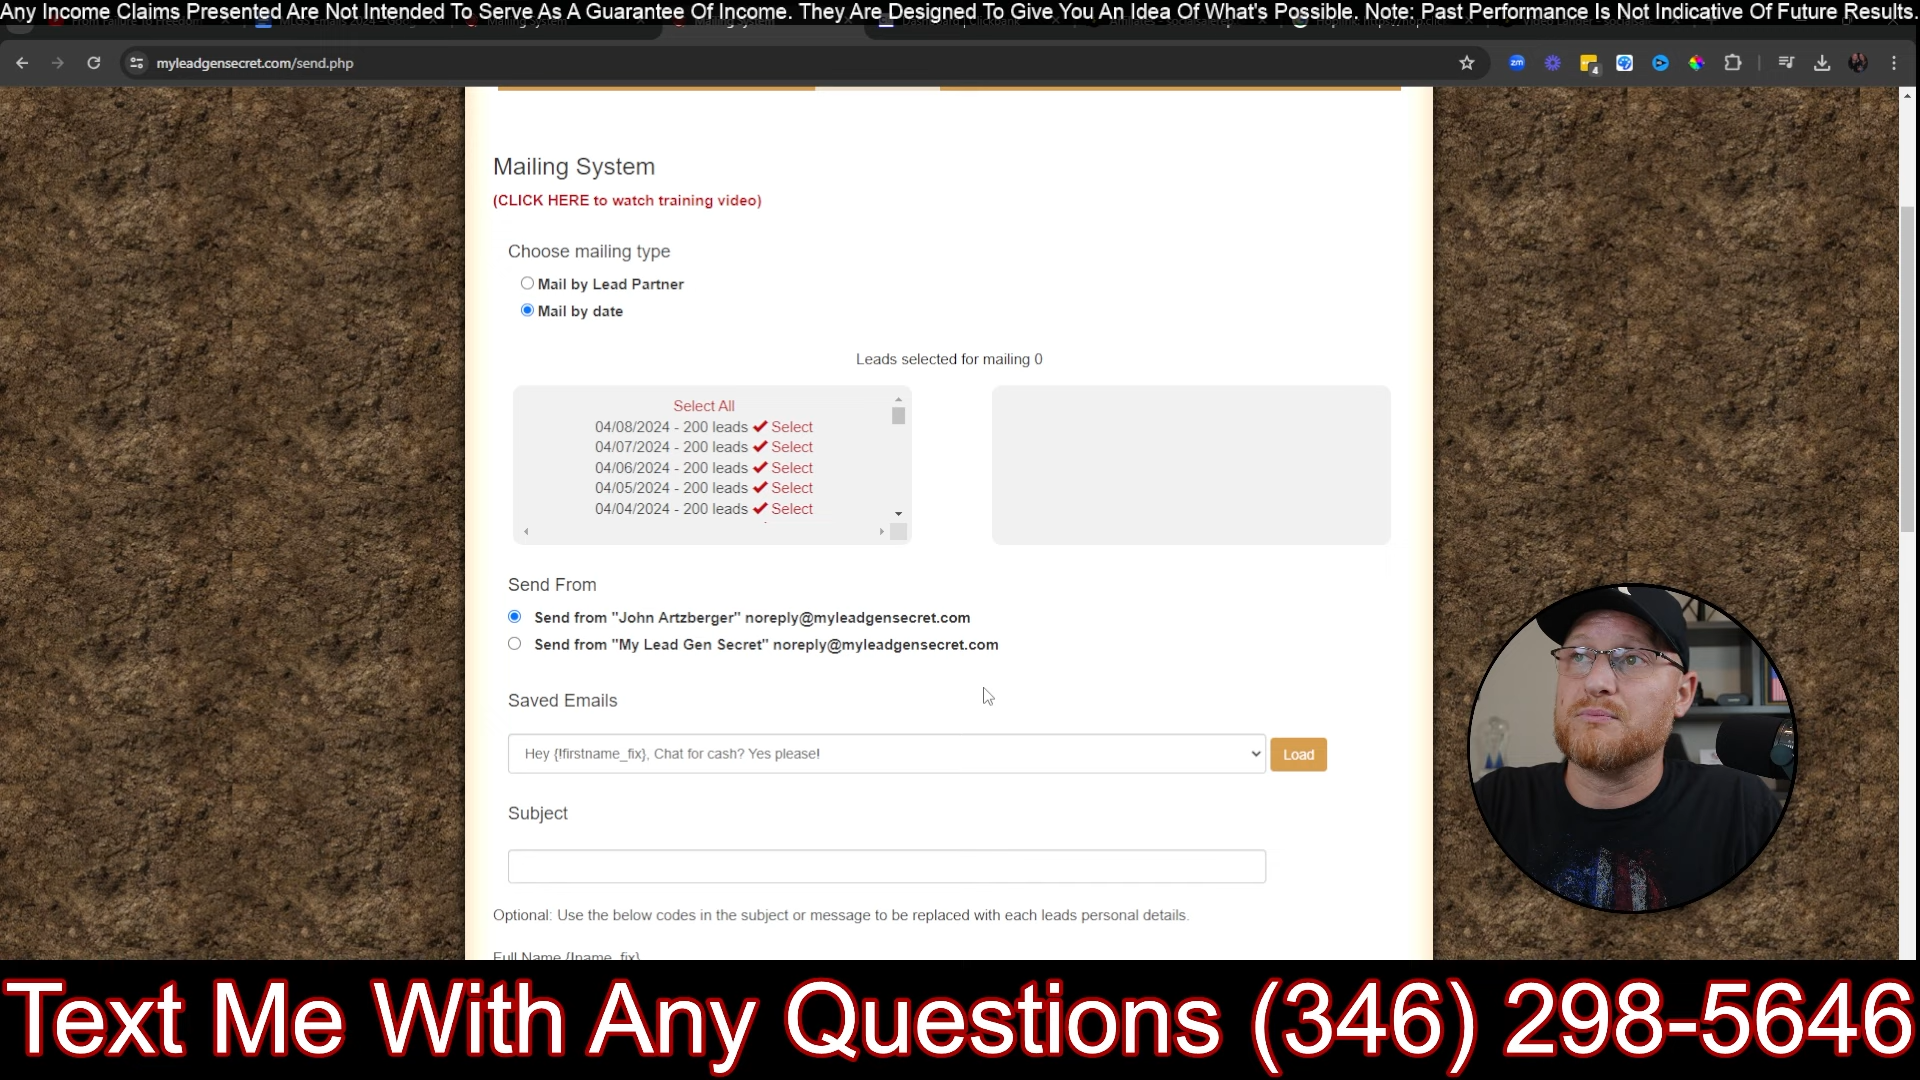 Any Income Claims Presented Are Not Intended To Serve As A Guarantee Of Income. They Are Designed To Give You An Idea Of What's Possible. Note: Past Performance Is Not Indicative Of Future Results.
myleadgensecret.com/send.php
zm
4
Mailing System
(CLICK HERE to watch training video)
Choose mailing type
Mail by Lead Partner
Mail by date
Leads selected for mailing 0
Select All
04/08/2024 - 200 leads ✔ Select
04/07/2024 - 200 leads ✔ Select
04/06/2024 - 200 leads ✔ Select
04/05/2024 - 200 leads ✔ Select
04/04/2024 - 200 leads ✔ Select
Send From
Send from "John Artzberger" noreply@myleadgensecret.com
Send from "My Lead Gen Secret" noreply@myleadgensecret.com
Saved Emails
Hey {!firstname_fix}, Chat for cash? Yes please!
Load
Subject
Optional: Use the below codes in the subject or message to be replaced with each leads personal details.
Full Name {!name_fix}
Text Me With Any Questions (346) 298-5646